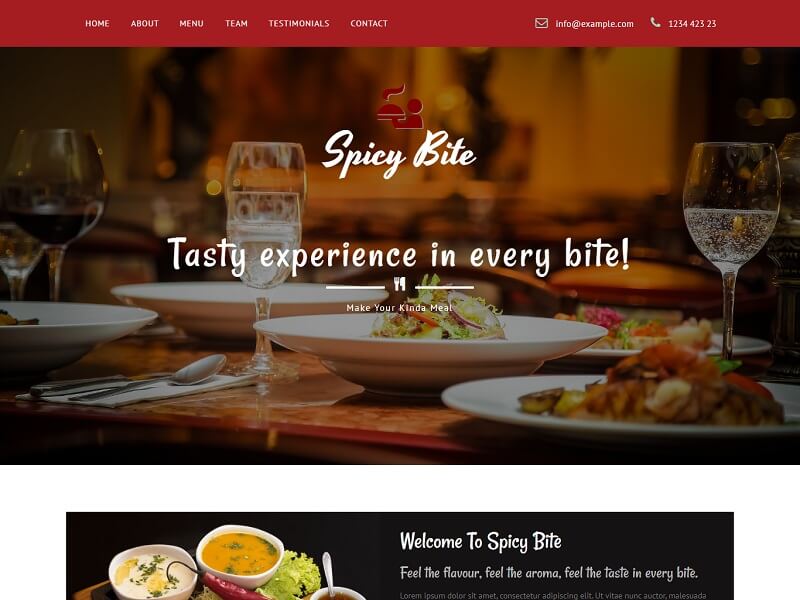 HOME ABOUT MENU TEAM TESTIMONIALS CONTACT info@example.com 1234 423 23
Spicy Bite
Tasty experience in every bite!
Make Your Kinda Meal
Welcome To Spicy Bite
Feel the flavour, feel the aroma, feel the taste in every bite.
Lorem ipsum dolor sit amet, consectetur adipiscing elit. Ut vitae nunc aliquam, malesuada